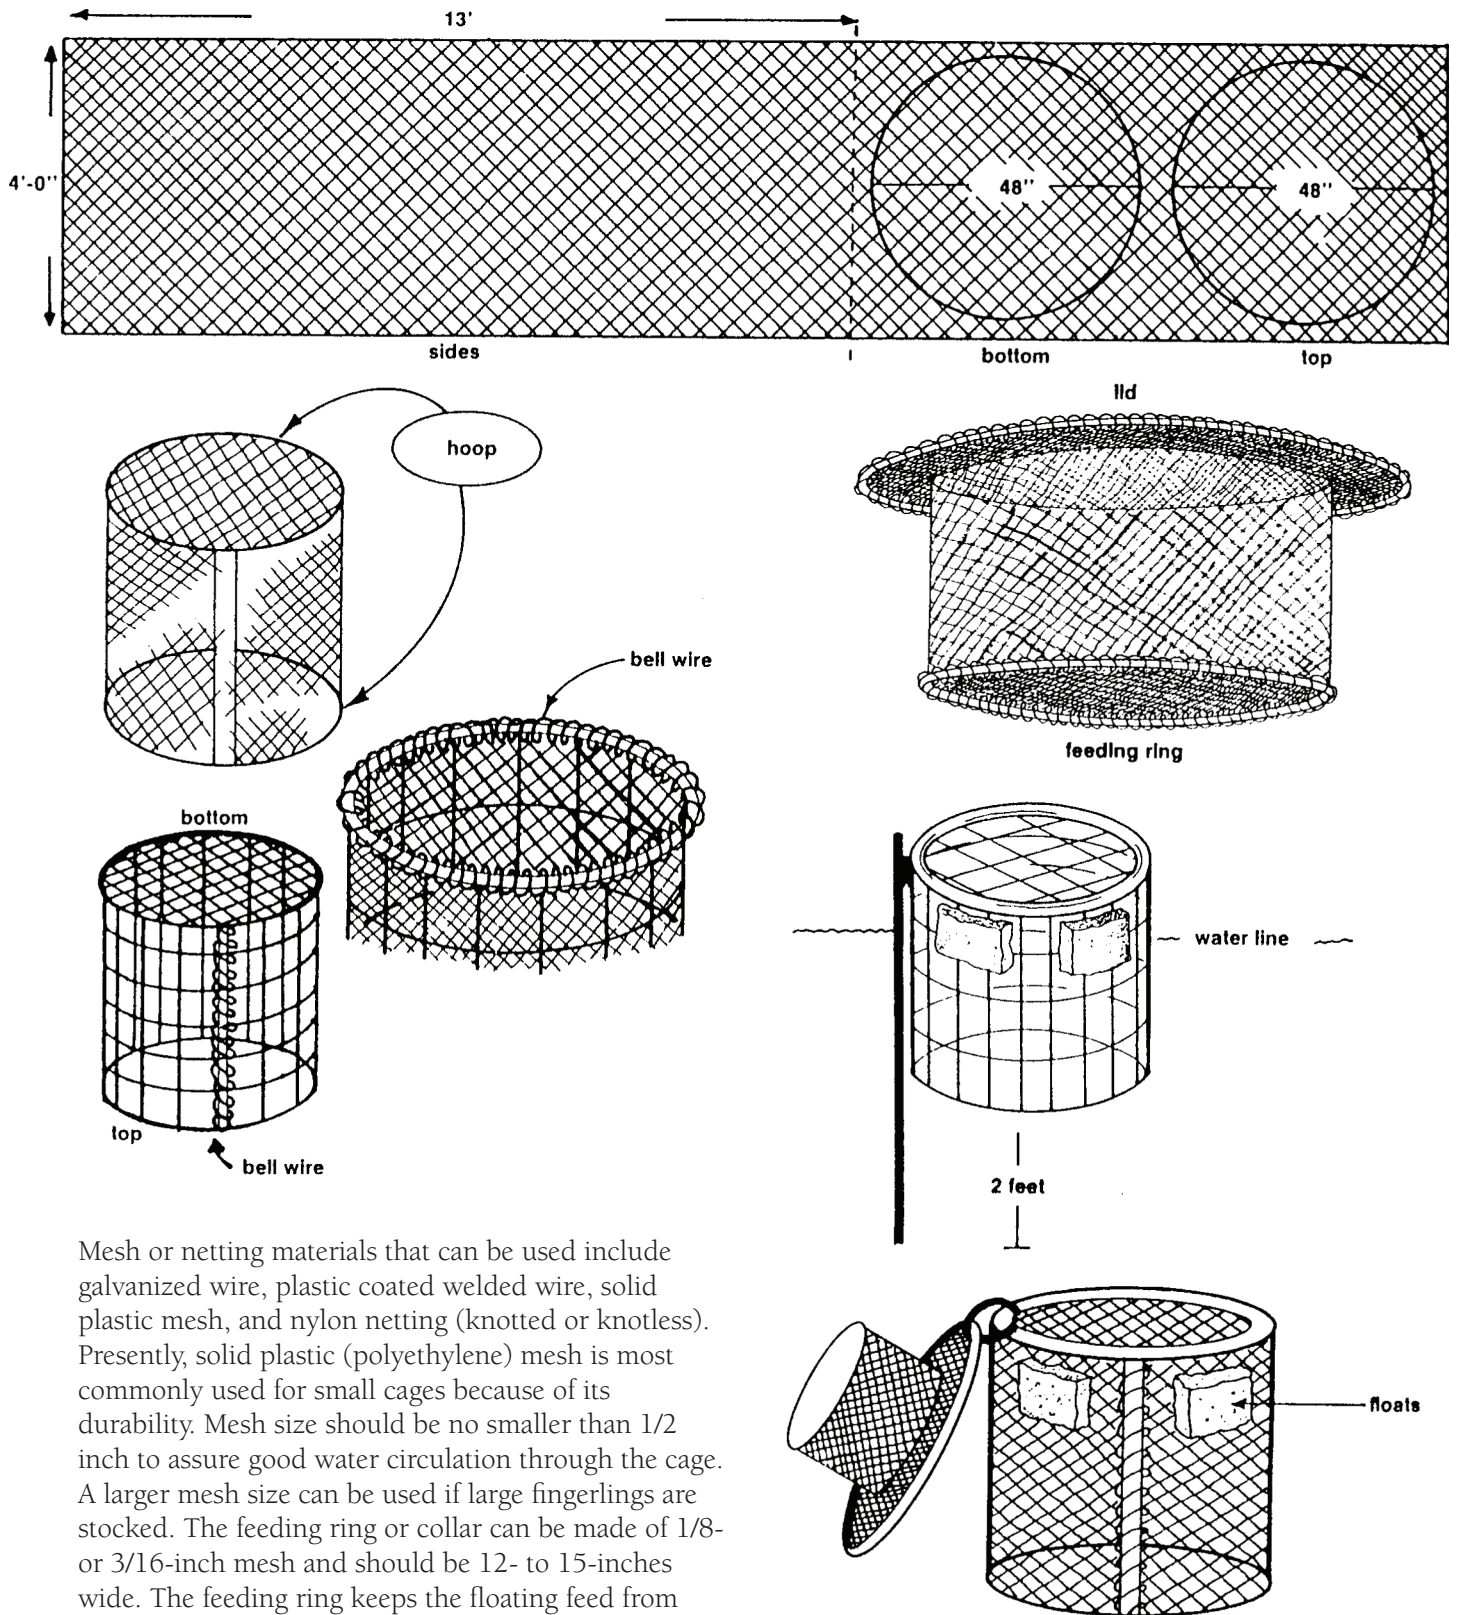 13'
4'-0''
48''
48''
sides
bottom
top
lid
hoop
bell wire
feeding ring
bottom
water line
top
bell wire
2 feet
floats
Mesh or netting materials that can be used include
galvanized wire, plastic coated welded wire, solid
plastic mesh, and nylon netting (knotted or knotless).
Presently, solid plastic (polyethylene) mesh is most
commonly used for small cages because of its
durability. Mesh size should be no smaller than 1/2
inch to assure good water circulation through the cage.
A larger mesh size can be used if large fingerlings are
stocked. The feeding ring or collar can be made of 1/8-
or 3/16-inch mesh and should be 12- to 15-inches
wide. The feeding ring keeps the floating feed from